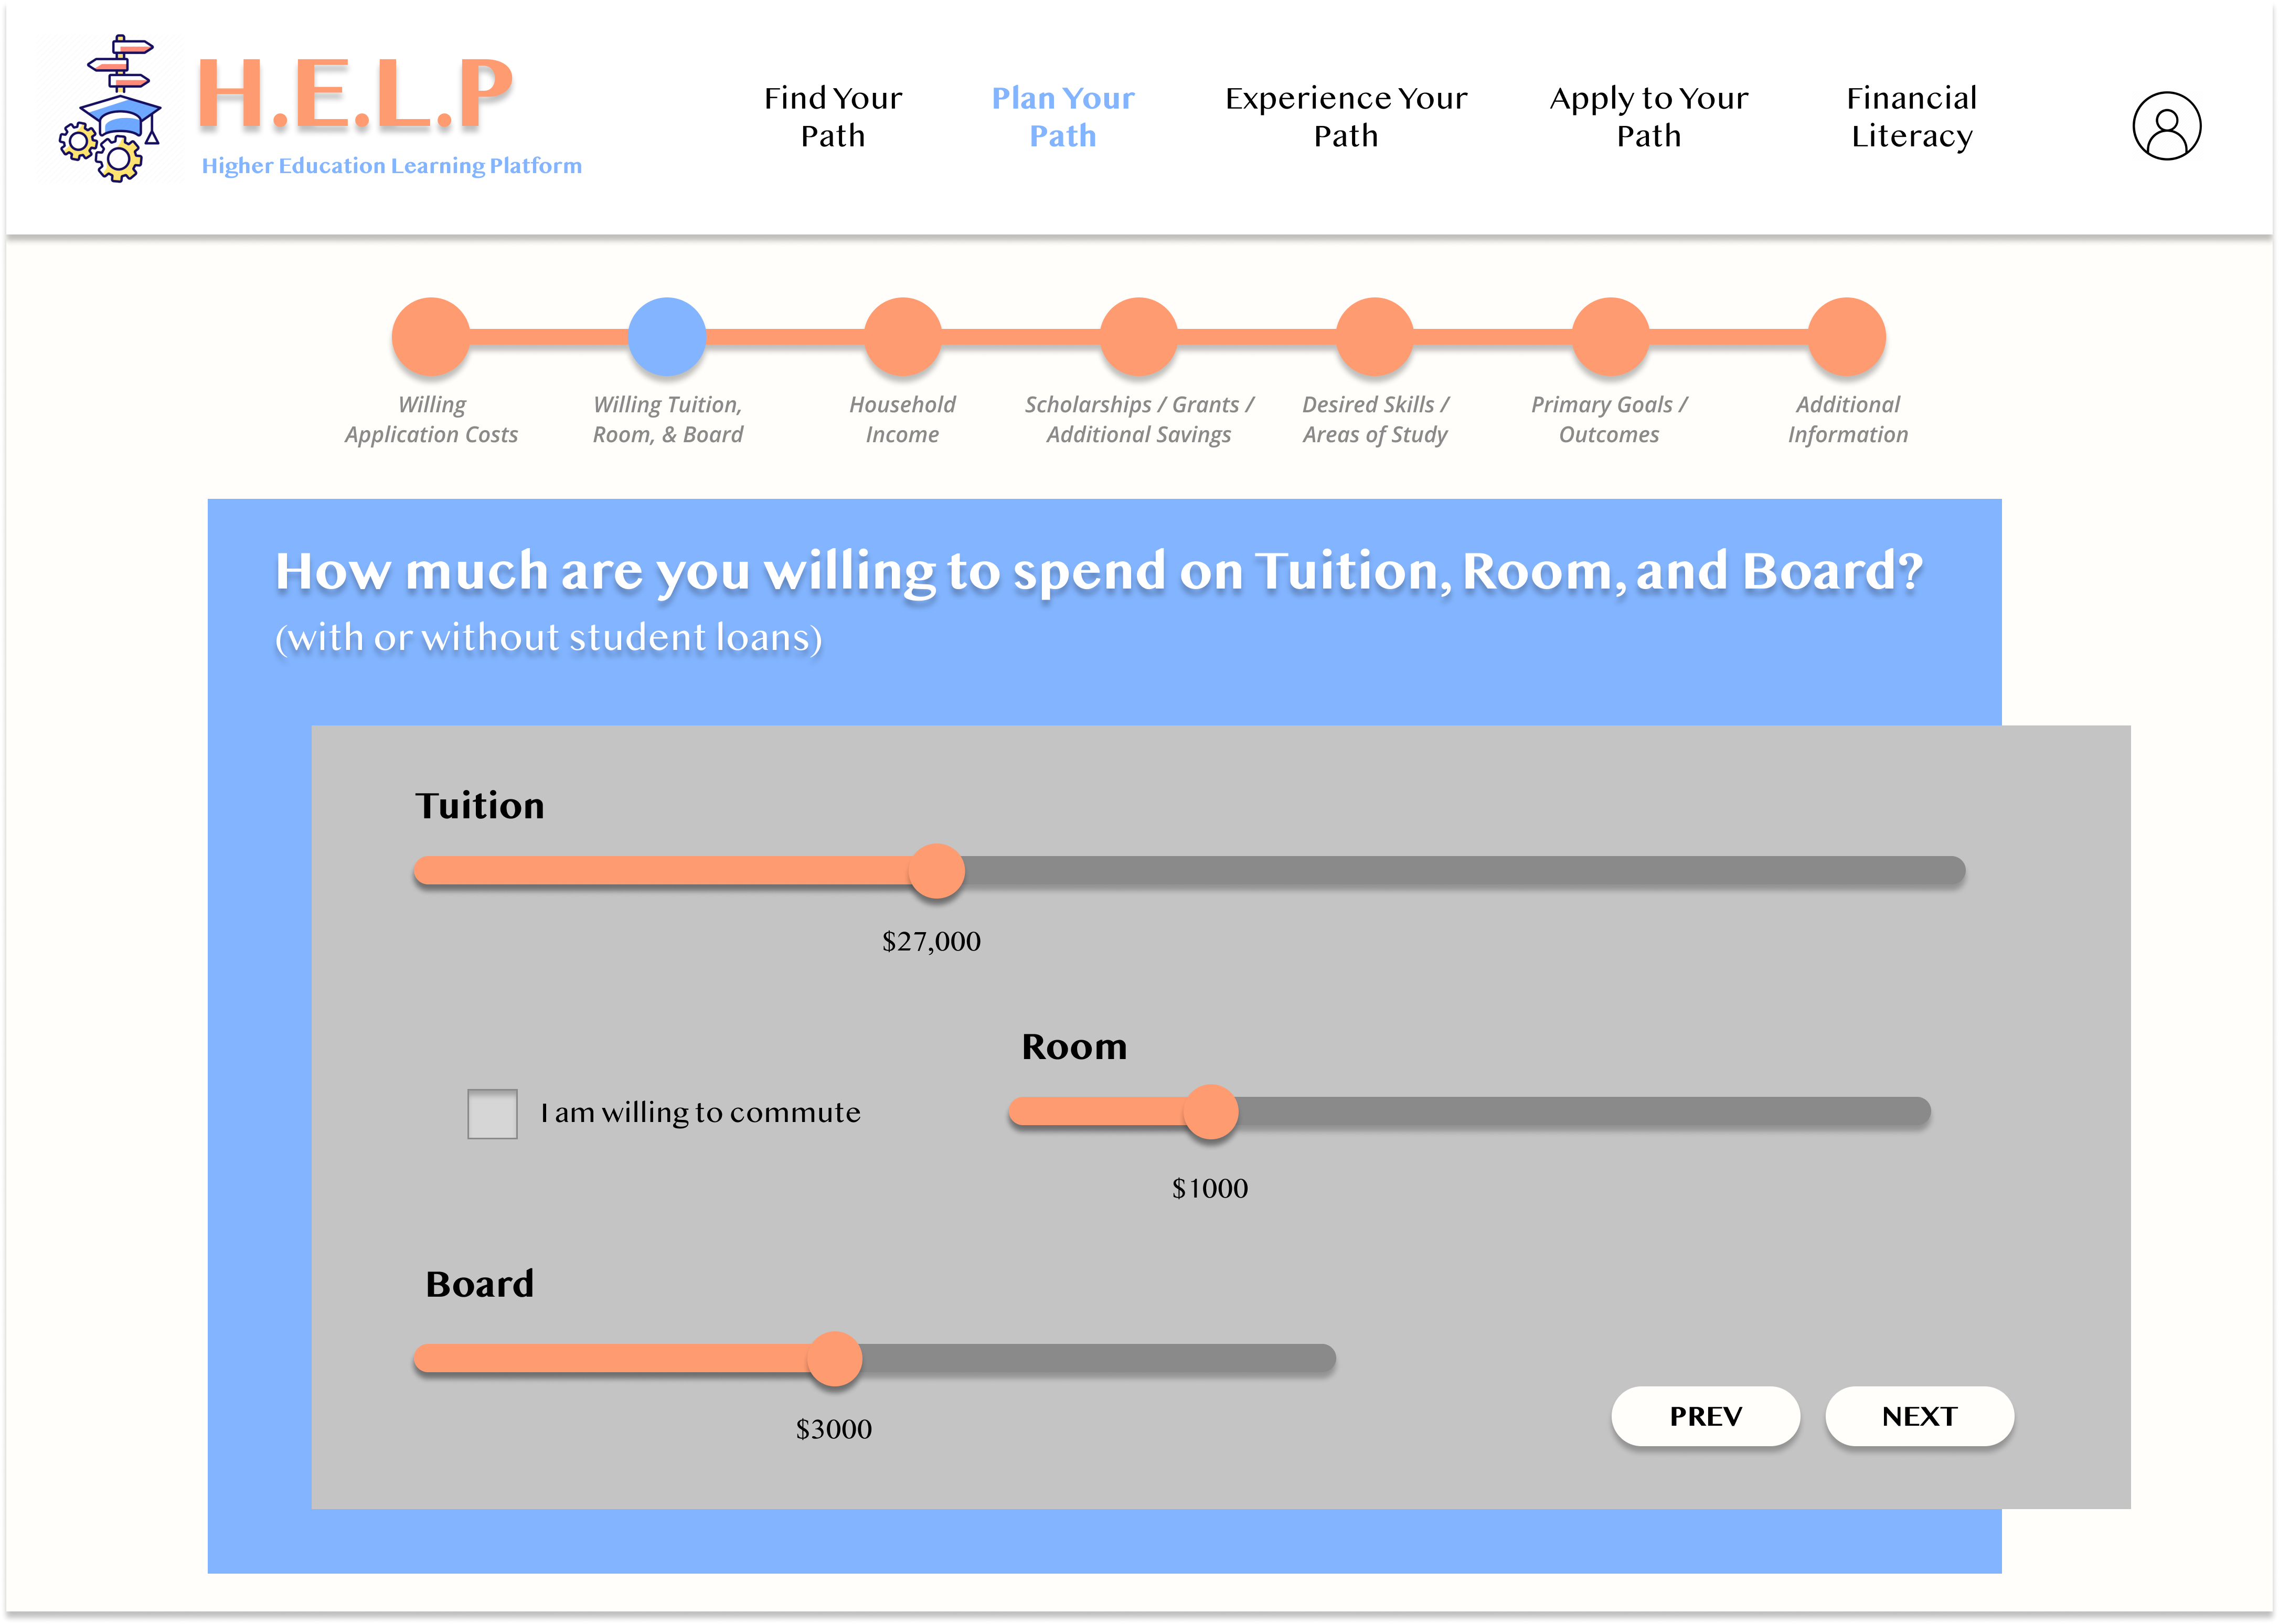 H.E.L.P
Higher Education Learning Platform
Find Your
Path
Plan Your
Path
Experience Your
Path
Apply to Your
Path
Financial
Literacy
Willing
Application Costs
Willing Tuition,
Room, & Board
Household
Income
Scholarships / Grants /
Additional Savings
Desired Skills /
Areas of Study
Primary Goals /
Outcomes
Additional
Information
How much are you willing to spend on Tuition, Room, and Board?
(with or without student loans)
Tuition
$27,000
Room
I am willing to commute
$1000
Board
$3000
PREV
NEXT